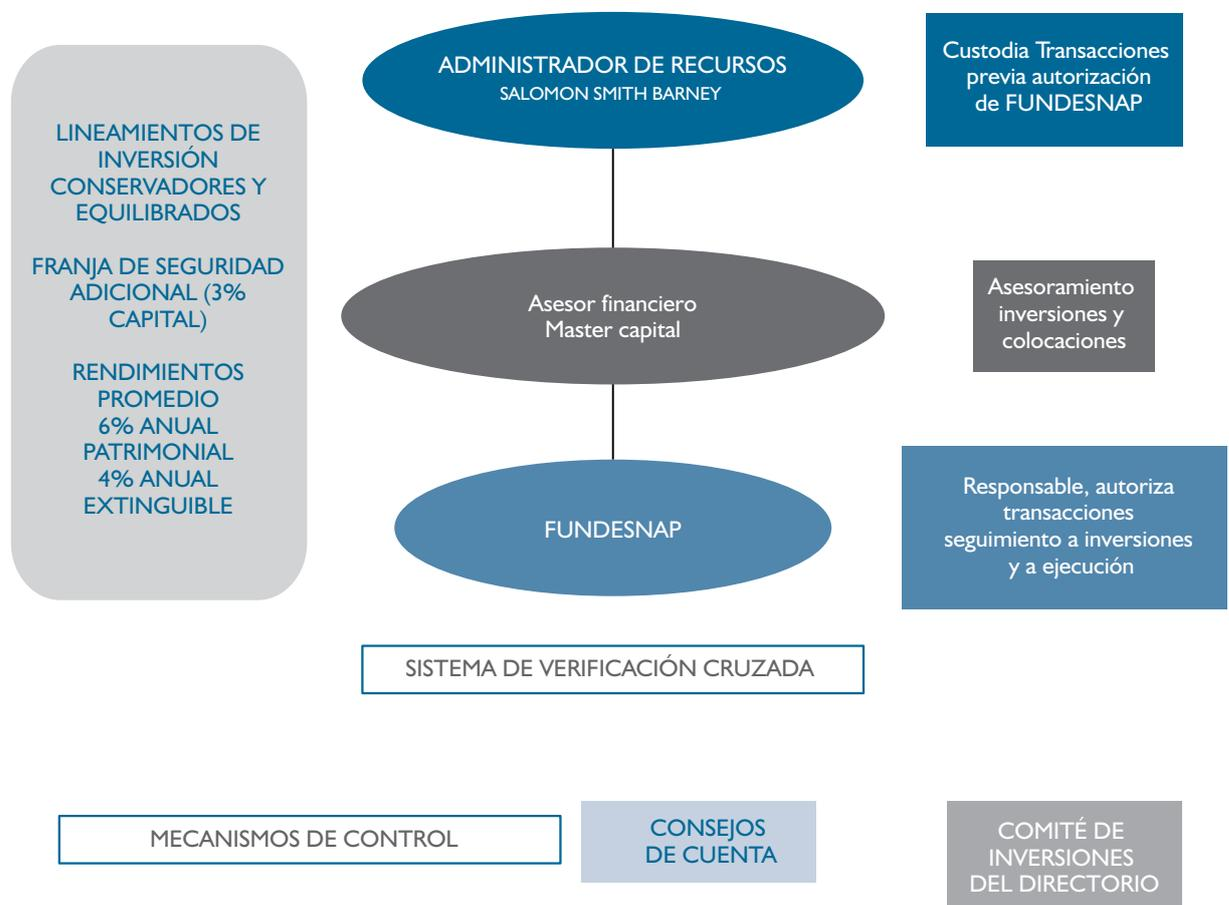 LINEAMIENTOS DE
INVERSIÓN
CONSERVADORES Y
EQUILIBRADOS
FRANJA DE SEGURIDAD
ADICIONAL (3%
CAPITAL)
RENDIMIENTOS
PROMEDIO
6% ANUAL
PATRIMONIAL
4% ANUAL
EXTINGUIBLE
ADMINISTRADOR DE RECURSOS
SALOMON SMITH BARNEY
Custodia Transacciones
previa autorización
de FUNDESNAP
Asesor financiero
Master capital
Asesoramiento
inversiones y
colocaciones
FUNDESNAP
Responsable, autoriza
transacciones
seguimiento a inversiones
y a ejecución
SISTEMA DE VERIFICACIÓN CRUZADA
MECANISMOS DE CONTROL
CONSEJOS
DE CUENTA
COMITÉ DE
INVERSIONES
DEL DIRECTORIO